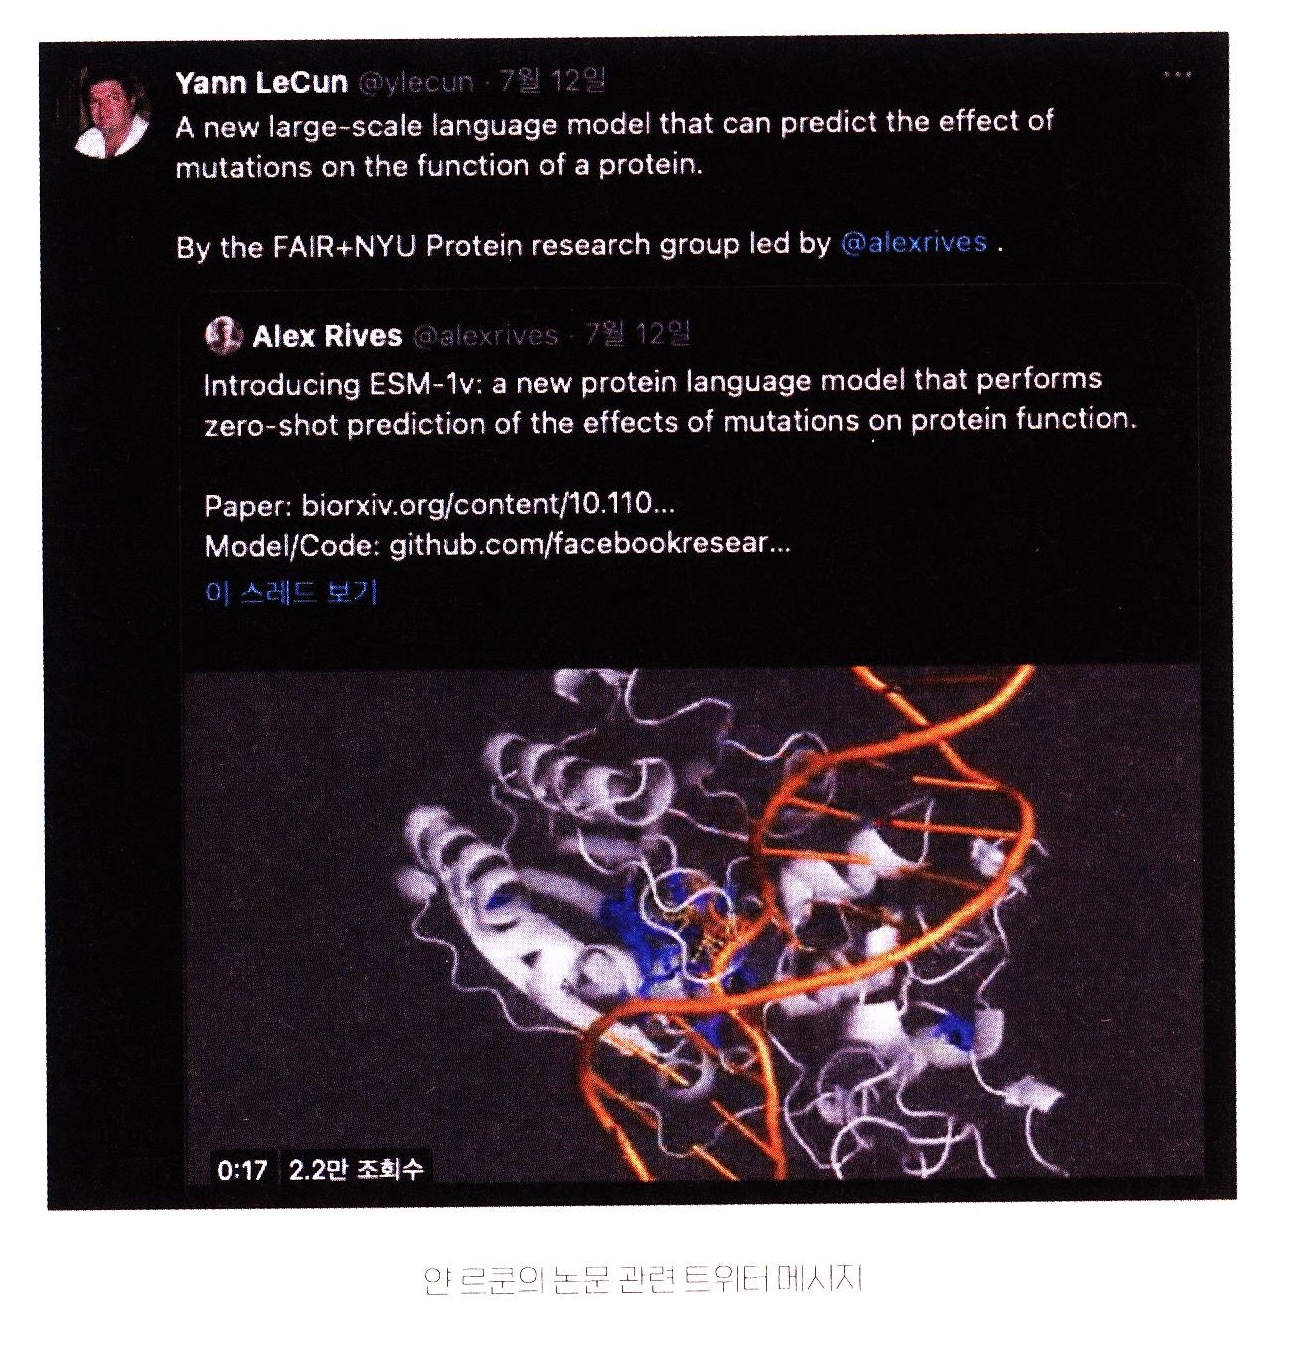 Yann LeCun @ylecun · 7월 12일
A new large-scale language model that can predict the effect of
mutations on the function of a protein.
By the FAIR+NYU Protein research group led by @alexrives .
Alex Rives @alexrives · 7월 12일
Introducing ESM-1v: a new protein language model that performs
zero-shot prediction of the effects of mutations on protein function.
Paper: biorxiv.org/content/10.110...
Model/Code: github.com/facebookresear...
이 스레드 보기
0:17 2.2만 조회수
얀 르쿤의 논문 관련 트위터 메시지